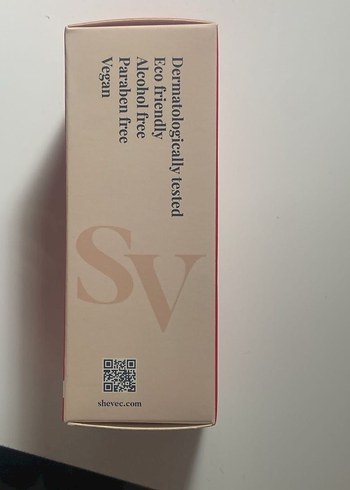 Dermatologically tested
Eco friendly
Alcohol free
Paraben free
Vegan
SV
shevec.com